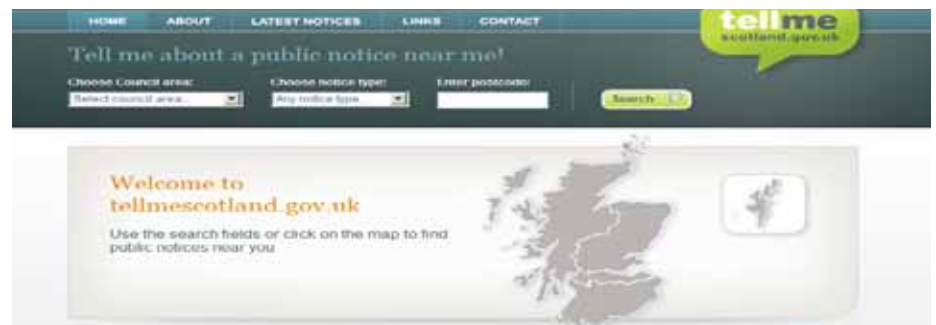 HOME ABOUT LATEST NOTICES LINKS CONTACT
tellme
scotland.gov.uk
Tell me about a public notice near me!
Choose Council area: Choose notice type: Enter postcode:
Select council area... Any notice type... Search
Welcome to
tellmescotland.gov.uk
Use the search fields or click on the map to find
public notices near you